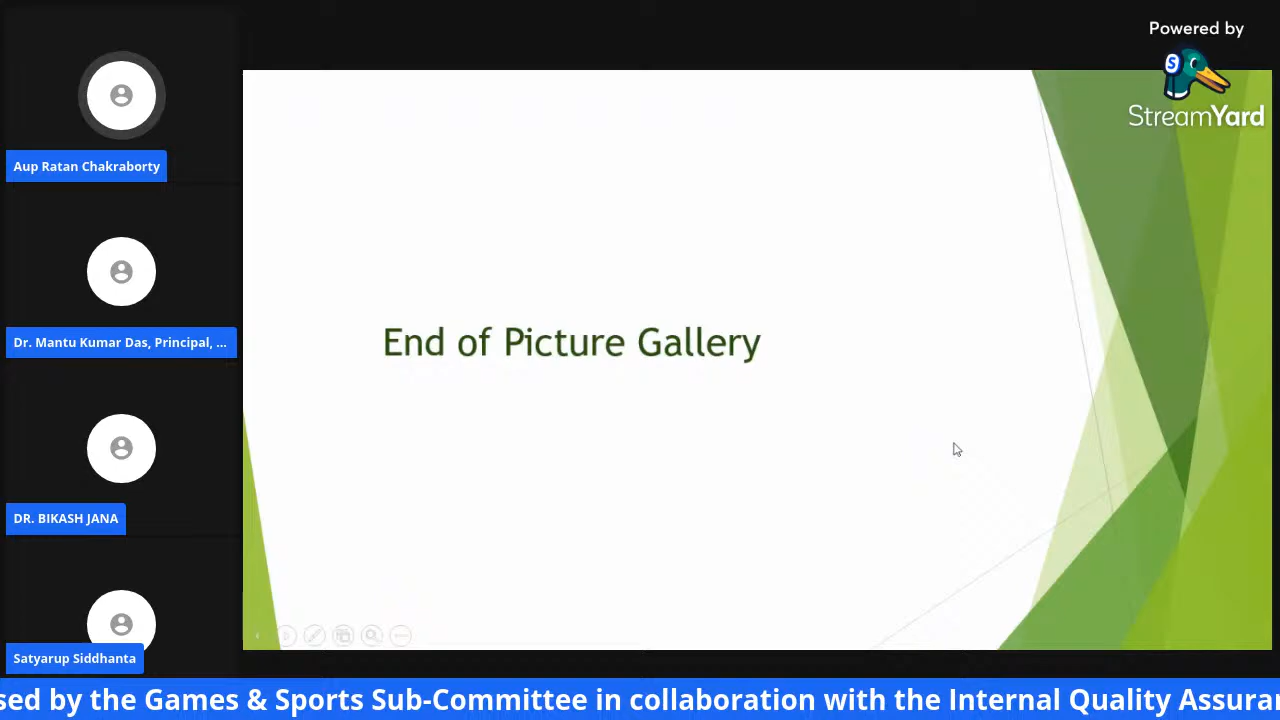 Powered by
StreamYard
Aup Ratan Chakraborty
Dr. Mantu Kumar Das, Principal, ...
DR. BIKASH JANA
Satyarup Siddhanta
End of Picture Gallery
sed by the Games & Sports Sub-Committee in collaboration with the Internal Quality Assura